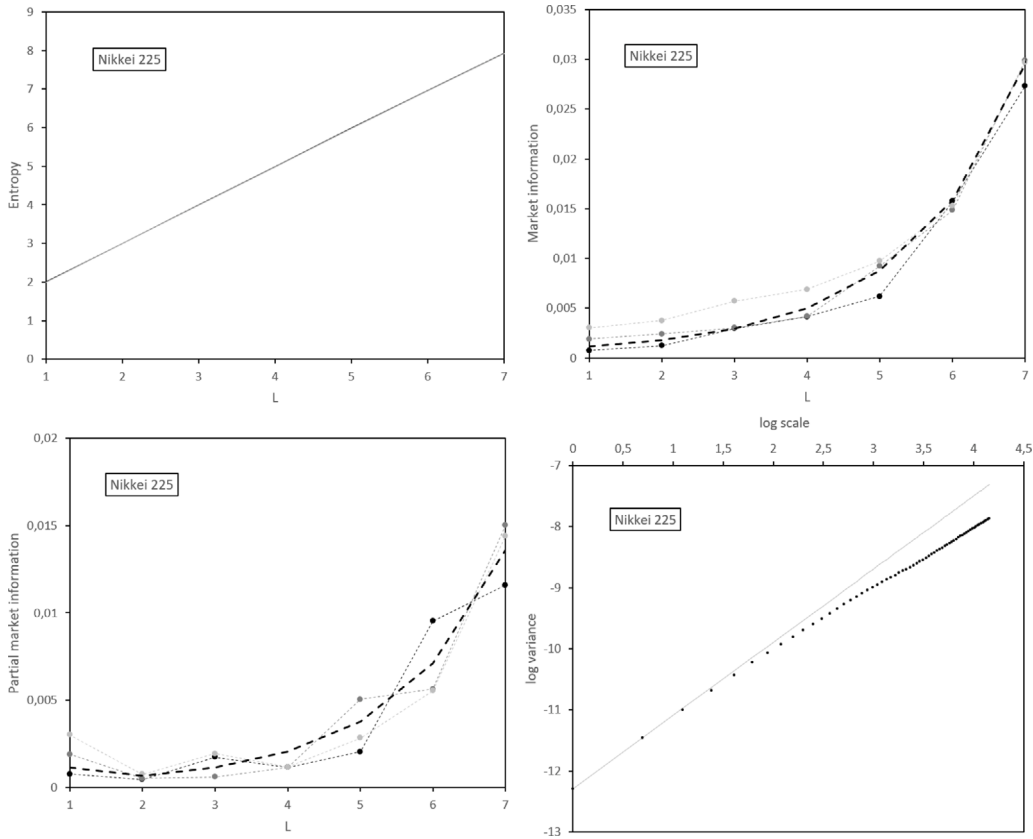 9
8
7
6
5
4
3
2
1
0
Entropy
Nikkei 225
1 2 3 4 5 6 7
L
0,035
0,03
0,025
0,02
0,015
0,01
0,005
0
Market information
Nikkei 225
1 2 3 4 5 6 7
L
0,02
0,015
0,01
0,005
0
Partial market information
Nikkei 225
1 2 3 4 5 6 7
L
log scale
0 0,5 1 1,5 2 2,5 3 3,5 4 4,5
-7
-8
-9
-10
-11
-12
-13
log variance
Nikkei 225